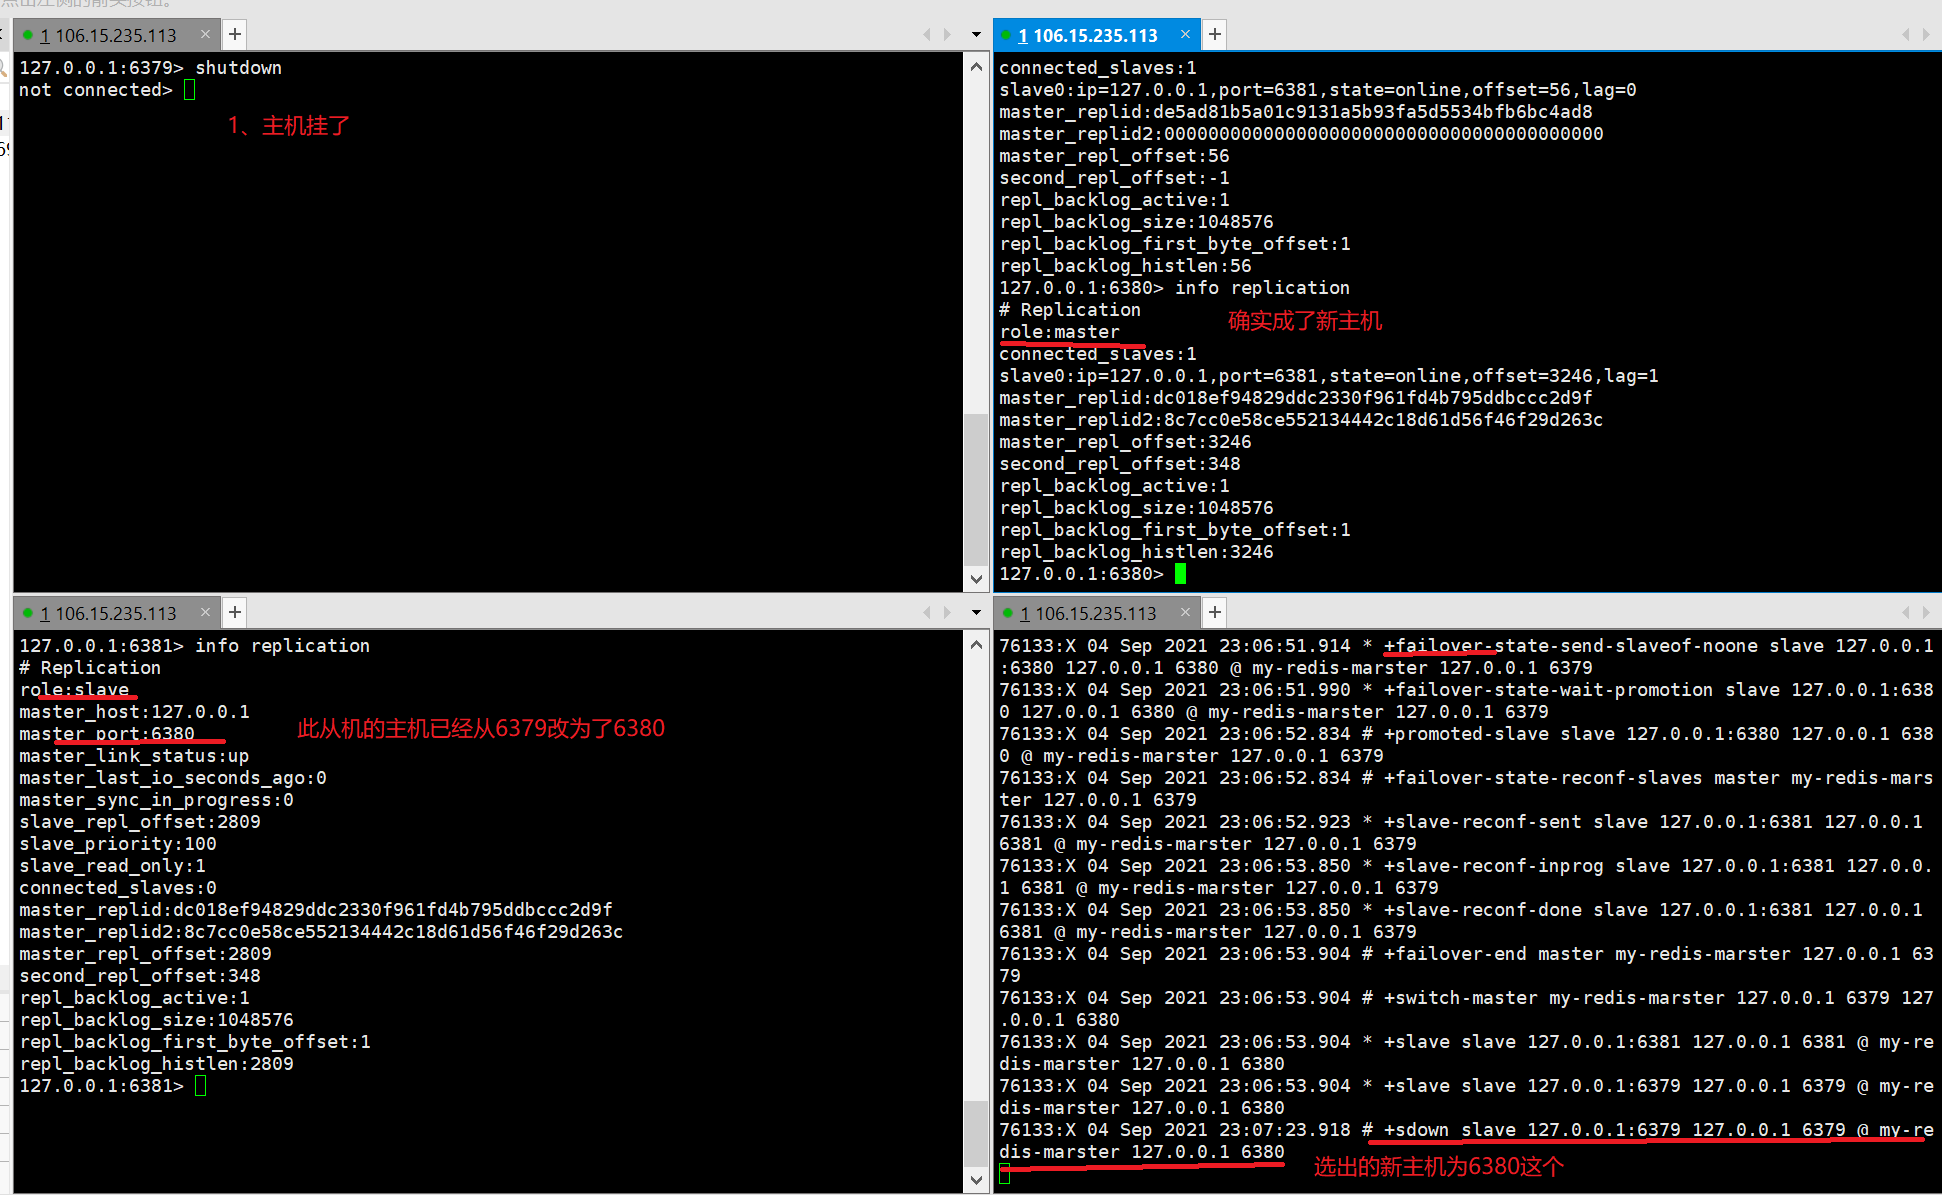 点击左侧的箭头按钮。
1 106.15.235.113
127.0.0.1:6379> shutdown
not connected>
1、主机挂了
1 106.15.235.113
connected_slaves:1
slave0:ip=127.0.0.1,port=6381,state=online,offset=56,lag=0
master_replid:de5ad81b5a01c9131a5b93fa5d5534bfb6bc4ad8
master_replid2:0000000000000000000000000000000000000000
master_repl_offset:56
second_repl_offset:-1
repl_backlog_active:1
repl_backlog_size:1048576
repl_backlog_first_byte_offset:1
repl_backlog_histlen:56
127.0.0.1:6380> info replication
# Replication
role:master
确实成了新主机
connected_slaves:1
slave0:ip=127.0.0.1,port=6381,state=online,offset=3246,lag=1
master_replid:dc018ef94829ddc2330f961fd4b795ddbccc2d9f
master_replid2:8c7cc0e58ce552134442c18d61d56f46f29d263c
master_repl_offset:3246
second_repl_offset:348
repl_backlog_active:1
repl_backlog_size:1048576
repl_backlog_first_byte_offset:1
repl_backlog_histlen:3246
127.0.0.1:6380>
1 106.15.235.113
127.0.0.1:6381> info replication
# Replication
role:slave
master_host:127.0.0.1
master_port:6380
此从机的主机已经从6379改为了6380
master_link_status:up
master_last_io_seconds_ago:0
master_sync_in_progress:0
slave_repl_offset:2809
slave_priority:100
slave_read_only:1
connected_slaves:0
master_replid:dc018ef94829ddc2330f961fd4b795ddbccc2d9f
master_replid2:8c7cc0e58ce552134442c18d61d56f46f29d263c
master_repl_offset:2809
second_repl_offset:348
repl_backlog_active:1
repl_backlog_size:1048576
repl_backlog_first_byte_offset:1
repl_backlog_histlen:2809
127.0.0.1:6381>
1 106.15.235.113
76133:X 04 Sep 2021 23:06:51.914 * +failover-state-send-slaveof-noone slave 127.0.0.1
:6380 127.0.0.1 6380 @ my-redis-marster 127.0.0.1 6379
76133:X 04 Sep 2021 23:06:51.990 * +failover-state-wait-promotion slave 127.0.0.1:638
0 127.0.0.1 6380 @ my-redis-marster 127.0.0.1 6379
76133:X 04 Sep 2021 23:06:52.834 # +promoted-slave slave 127.0.0.1:6380 127.0.0.1 638
0 @ my-redis-marster 127.0.0.1 6379
76133:X 04 Sep 2021 23:06:52.834 # +failover-state-reconf-slaves master my-redis-mars
ter 127.0.0.1 6379
76133:X 04 Sep 2021 23:06:52.923 * +slave-reconf-sent slave 127.0.0.1:6381 127.0.0.1
6381 @ my-redis-marster 127.0.0.1 6379
76133:X 04 Sep 2021 23:06:53.850 * +slave-reconf-inprog slave 127.0.0.1:6381 127.0.0.
1 6381 @ my-redis-marster 127.0.0.1 6379
76133:X 04 Sep 2021 23:06:53.850 * +slave-reconf-done slave 127.0.0.1:6381 127.0.0.1
6381 @ my-redis-marster 127.0.0.1 6379
76133:X 04 Sep 2021 23:06:53.904 # +failover-end master my-redis-marster 127.0.0.1 63
79
76133:X 04 Sep 2021 23:06:53.904 # +switch-master my-redis-marster 127.0.0.1 6379 127
.0.0.1 6380
76133:X 04 Sep 2021 23:06:53.904 * +slave slave 127.0.0.1:6381 127.0.0.1 6381 @ my-re
dis-marster 127.0.0.1 6380
76133:X 04 Sep 2021 23:06:53.904 * +slave slave 127.0.0.1:6379 127.0.0.1 6379 @ my-re
dis-marster 127.0.0.1 6380
76133:X 04 Sep 2021 23:07:23.918 # +sdown slave 127.0.0.1:6379 127.0.0.1 6379 @ my-re
dis-marster 127.0.0.1 6380
选出的新主机为6380这个